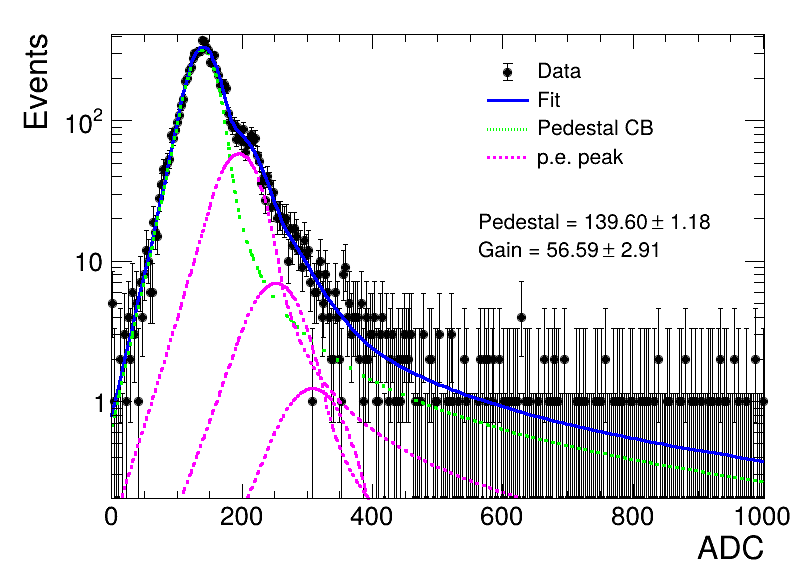 Events
Data
Fit
Pedestal CB
p.e. peak
Pedestal = 139.60 ± 1.18
Gain = 56.59 ± 2.91
10²
10
1
0 200 400 600 800 1000
ADC